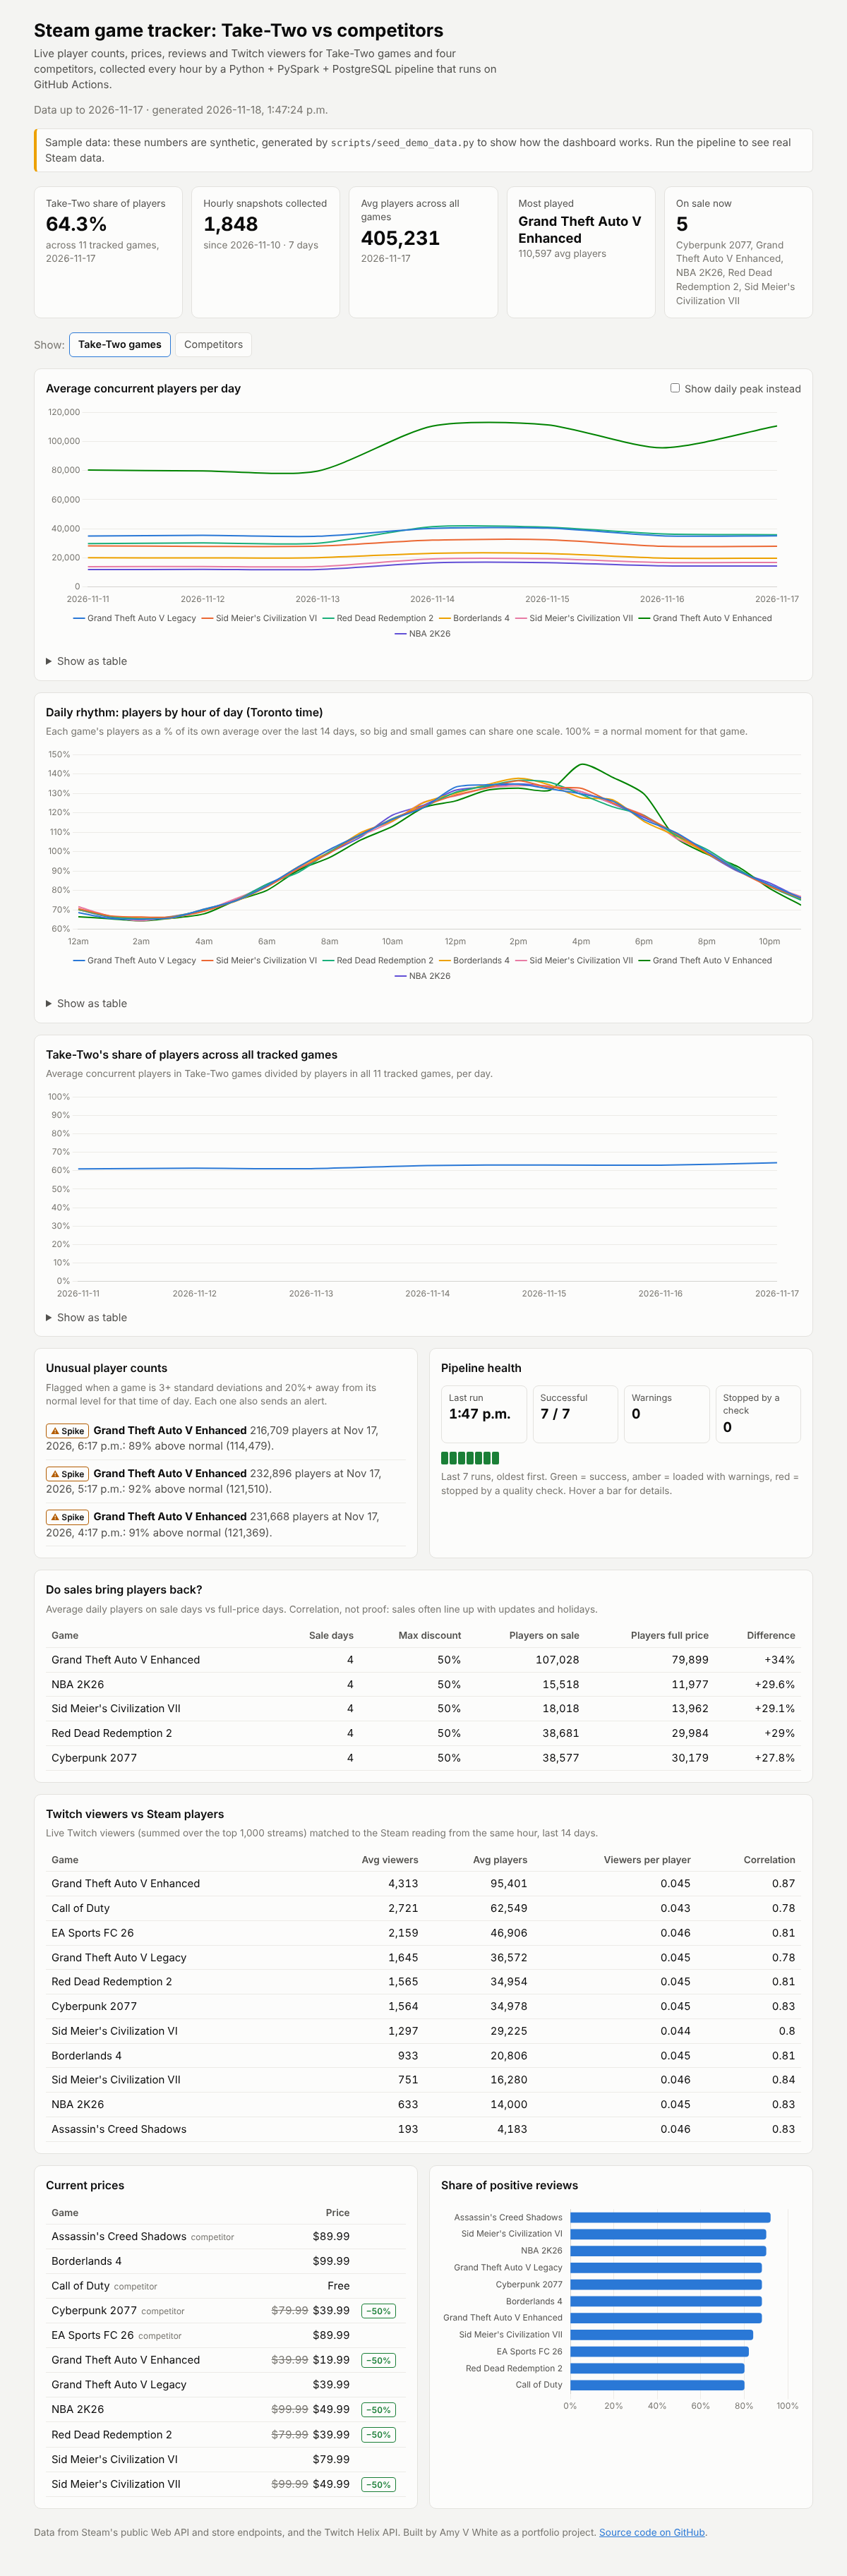 Steam game tracker: Take-Two vs competitors
Live player counts, prices, reviews and Twitch viewers for Take-Two games and four
competitors, collected every hour by a Python + PySpark + PostgreSQL pipeline that runs on
GitHub Actions.
Data up to 2026-11-17 · generated 2026-11-18, 1:47:24 p.m.
Sample data: these numbers are synthetic, generated by scripts/seed_demo_data.py to show how the dashboard works. Run the pipeline to see real
Steam data.
Take-Two share of players
64.3%
across 11 tracked games,
2026-11-17
Hourly snapshots collected
1,848
since 2026-11-10 · 7 days
Avg players across all
games
405,231
2026-11-17
Most played
Grand Theft Auto V
Enhanced
110,597 avg players
On sale now
5
Cyberpunk 2077, Grand
Theft Auto V Enhanced,
NBA 2K26, Red Dead
Redemption 2, Sid Meier's
Civilization VII
Show: Take-Two games Competitors
Average concurrent players per day
Show daily peak instead
120,000
100,000
80,000
60,000
40,000
20,000
0
2026-11-11 2026-11-12 2026-11-13 2026-11-14 2026-11-15 2026-11-16 2026-11-17
Grand Theft Auto V Legacy Sid Meier's Civilization VI Red Dead Redemption 2 Borderlands 4 Sid Meier's Civilization VII Grand Theft Auto V Enhanced
NBA 2K26
▶ Show as table
Daily rhythm: players by hour of day (Toronto time)
Each game's players as a % of its own average over the last 14 days, so big and small games can share one scale. 100% = a normal moment for that game.
150%
140%
130%
120%
110%
100%
90%
80%
70%
60%
12am 2am 4am 6am 8am 10am 12pm 2pm 4pm 6pm 8pm 10pm
Grand Theft Auto V Legacy Sid Meier's Civilization VI Red Dead Redemption 2 Borderlands 4 Sid Meier's Civilization VII Grand Theft Auto V Enhanced
NBA 2K26
▶ Show as table
Take-Two's share of players across all tracked games
Average concurrent players in Take-Two games divided by players in all 11 tracked games, per day.
100%
90%
80%
70%
60%
50%
40%
30%
20%
10%
0%
2026-11-11 2026-11-12 2026-11-13 2026-11-14 2026-11-15 2026-11-16 2026-11-17
▶ Show as table
Unusual player counts
Flagged when a game is 3+ standard deviations and 20%+ away from its
normal level for that time of day. Each one also sends an alert.
⚠ Spike Grand Theft Auto V Enhanced 216,709 players at Nov 17,
2026, 6:17 p.m.: 89% above normal (114,479).
⚠ Spike Grand Theft Auto V Enhanced 232,896 players at Nov 17,
2026, 5:17 p.m.: 92% above normal (121,510).
⚠ Spike Grand Theft Auto V Enhanced 231,668 players at Nov 17,
2026, 4:17 p.m.: 91% above normal (121,369).
Pipeline health
Last run
1:47 p.m.
Successful
7 / 7
Warnings
0
Stopped by a
check
0
Last 7 runs, oldest first. Green = success, amber = loaded with warnings, red =
stopped by a quality check. Hover a bar for details.
Do sales bring players back?
Average daily players on sale days vs full-price days. Correlation, not proof: sales often line up with updates and holidays.
Game Sale days Max discount Players on sale Players full price Difference
Grand Theft Auto V Enhanced 4 50% 107,028 79,899 +34%
NBA 2K26 4 50% 15,518 11,977 +29.6%
Sid Meier's Civilization VII 4 50% 18,018 13,962 +29.1%
Red Dead Redemption 2 4 50% 38,681 29,984 +29%
Cyberpunk 2077 4 50% 38,577 30,179 +27.8%
Twitch viewers vs Steam players
Live Twitch viewers (summed over the top 1,000 streams) matched to the Steam reading from the same hour, last 14 days.
Game Avg viewers Avg players Viewers per player Correlation
Grand Theft Auto V Enhanced 4,313 95,401 0.045 0.87
Call of Duty 2,721 62,549 0.043 0.78
EA Sports FC 26 2,159 46,906 0.046 0.81
Grand Theft Auto V Legacy 1,645 36,572 0.045 0.78
Red Dead Redemption 2 1,565 34,954 0.045 0.81
Cyberpunk 2077 1,564 34,978 0.045 0.83
Sid Meier's Civilization VI 1,297 29,225 0.044 0.8
Borderlands 4 933 20,806 0.045 0.81
Sid Meier's Civilization VII 751 16,280 0.046 0.84
NBA 2K26 633 14,000 0.045 0.83
Assassin's Creed Shadows 193 4,183 0.046 0.83
Current prices
Game Price
Assassin's Creed Shadows competitor $89.99
Borderlands 4 $99.99
Call of Duty competitor Free
Cyberpunk 2077 competitor $79.99 $39.99 −50%
EA Sports FC 26 competitor $89.99
Grand Theft Auto V Enhanced $39.99 $19.99 −50%
Grand Theft Auto V Legacy $39.99
NBA 2K26 $99.99 $49.99 −50%
Red Dead Redemption 2 $79.99 $39.99 −50%
Sid Meier's Civilization VI $79.99
Sid Meier's Civilization VII $99.99 $49.99 −50%
Share of positive reviews
Assassin's Creed Shadows
Sid Meier's Civilization VI
NBA 2K26
Grand Theft Auto V Legacy
Cyberpunk 2077
Borderlands 4
Grand Theft Auto V Enhanced
Sid Meier's Civilization VII
EA Sports FC 26
Red Dead Redemption 2
Call of Duty
0% 20% 40% 60% 80% 100%
Data from Steam's public Web API and store endpoints, and the Twitch Helix API. Built by Amy V White as a portfolio project. Source code on GitHub.